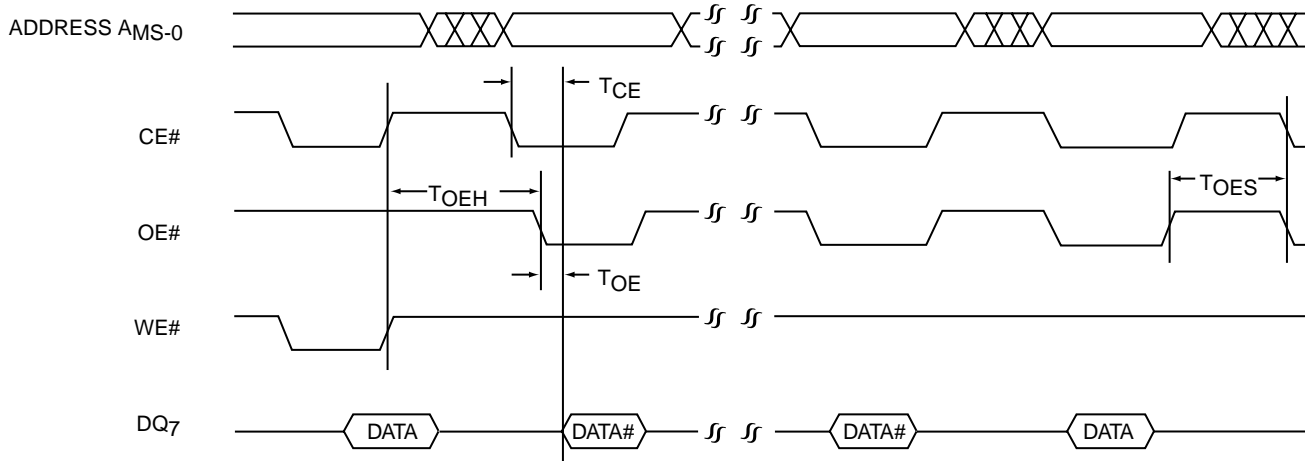 ADDRESS AMS-0
TCE
CE#
TOEH
TOES
OE#
TOE
WE#
DQ7
DATA
DATA#
DATA#
DATA